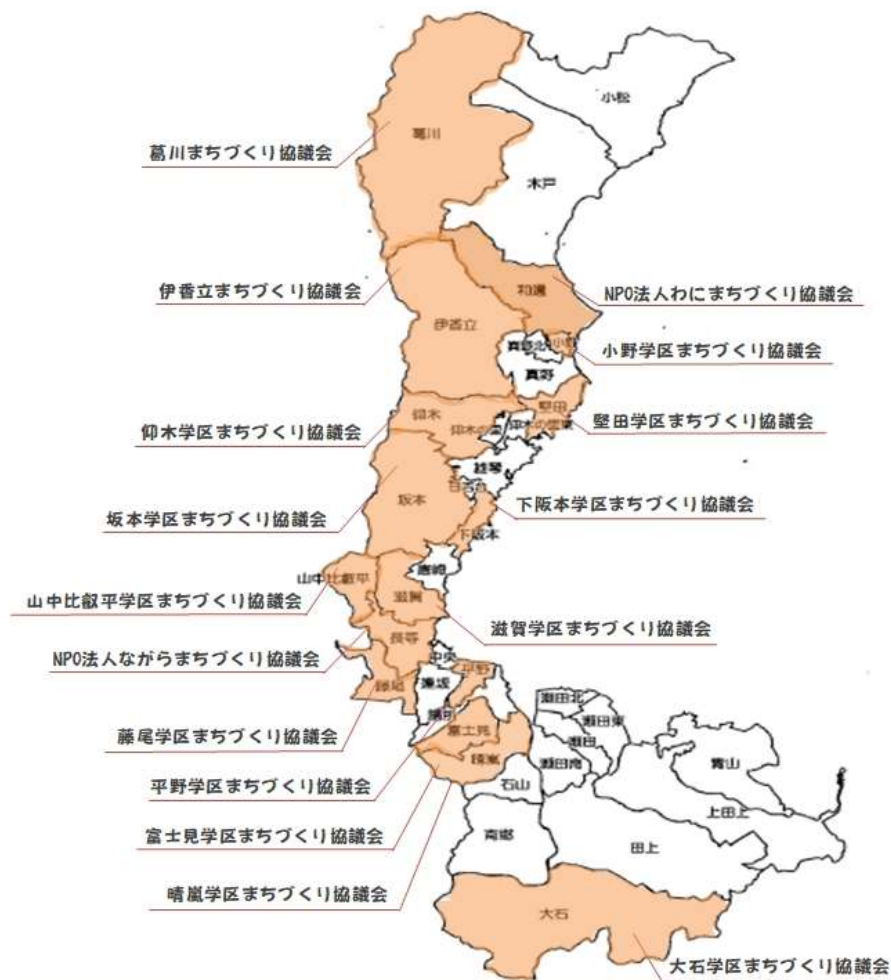 小松
葛川
葛川まちづくり協議会
木戸
伊香立まちづくり協議会
和邇
NPO法人わにまちづくり協議会
伊香立
真野北
小野
小野学区まちづくり協議会
真野
仰木
堅田
仰木学区まちづくり協議会
仰木の里
仰木の里東
堅田学区まちづくり協議会
雄琴
日吉台
坂本
下阪本学区まちづくり協議会
坂本学区まちづくり協議会
下阪本
唐崎
山中比叡平
滋賀
山中比叡平学区まちづくり協議会
滋賀学区まちづくり協議会
長等
NPO法人ながらまちづくり協議会
中央
平野
逢坂
藤尾
瀬田北
膳所
瀬田東
富士見
藤尾学区まちづくり協議会
瀬田
青山
晴嵐
瀬田南
平野学区まちづくり協議会
石山
上田上
富士見学区まちづくり協議会
南郷
田上
晴嵐学区まちづくり協議会
大石
大石学区まちづくり協議会